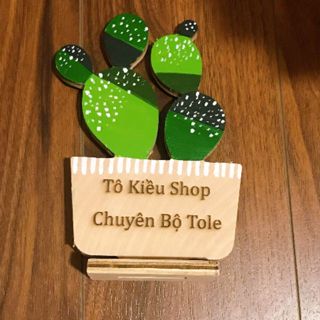 Tô Kiều Shop
Chuyên Bộ Tole